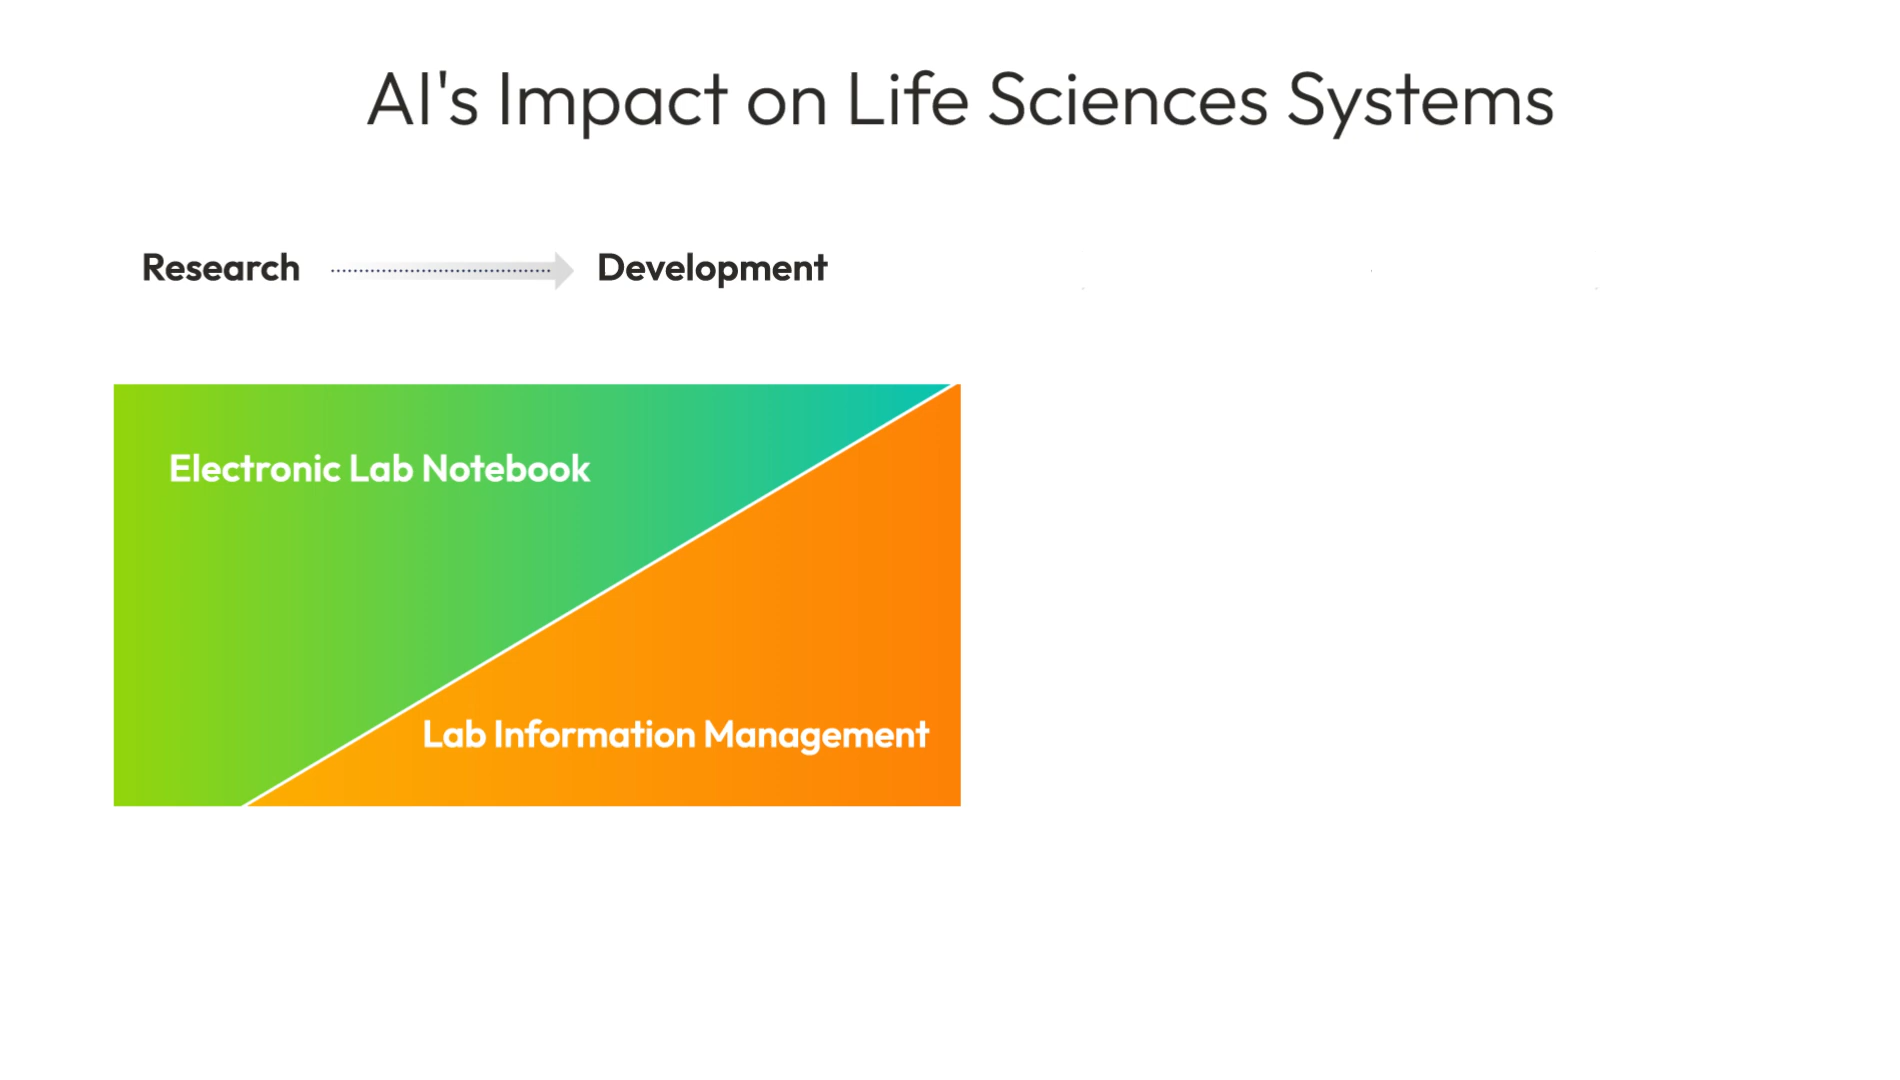 AI's Impact on Life Sciences Systems
Research
Development
Electronic Lab Notebook
Lab Information Management